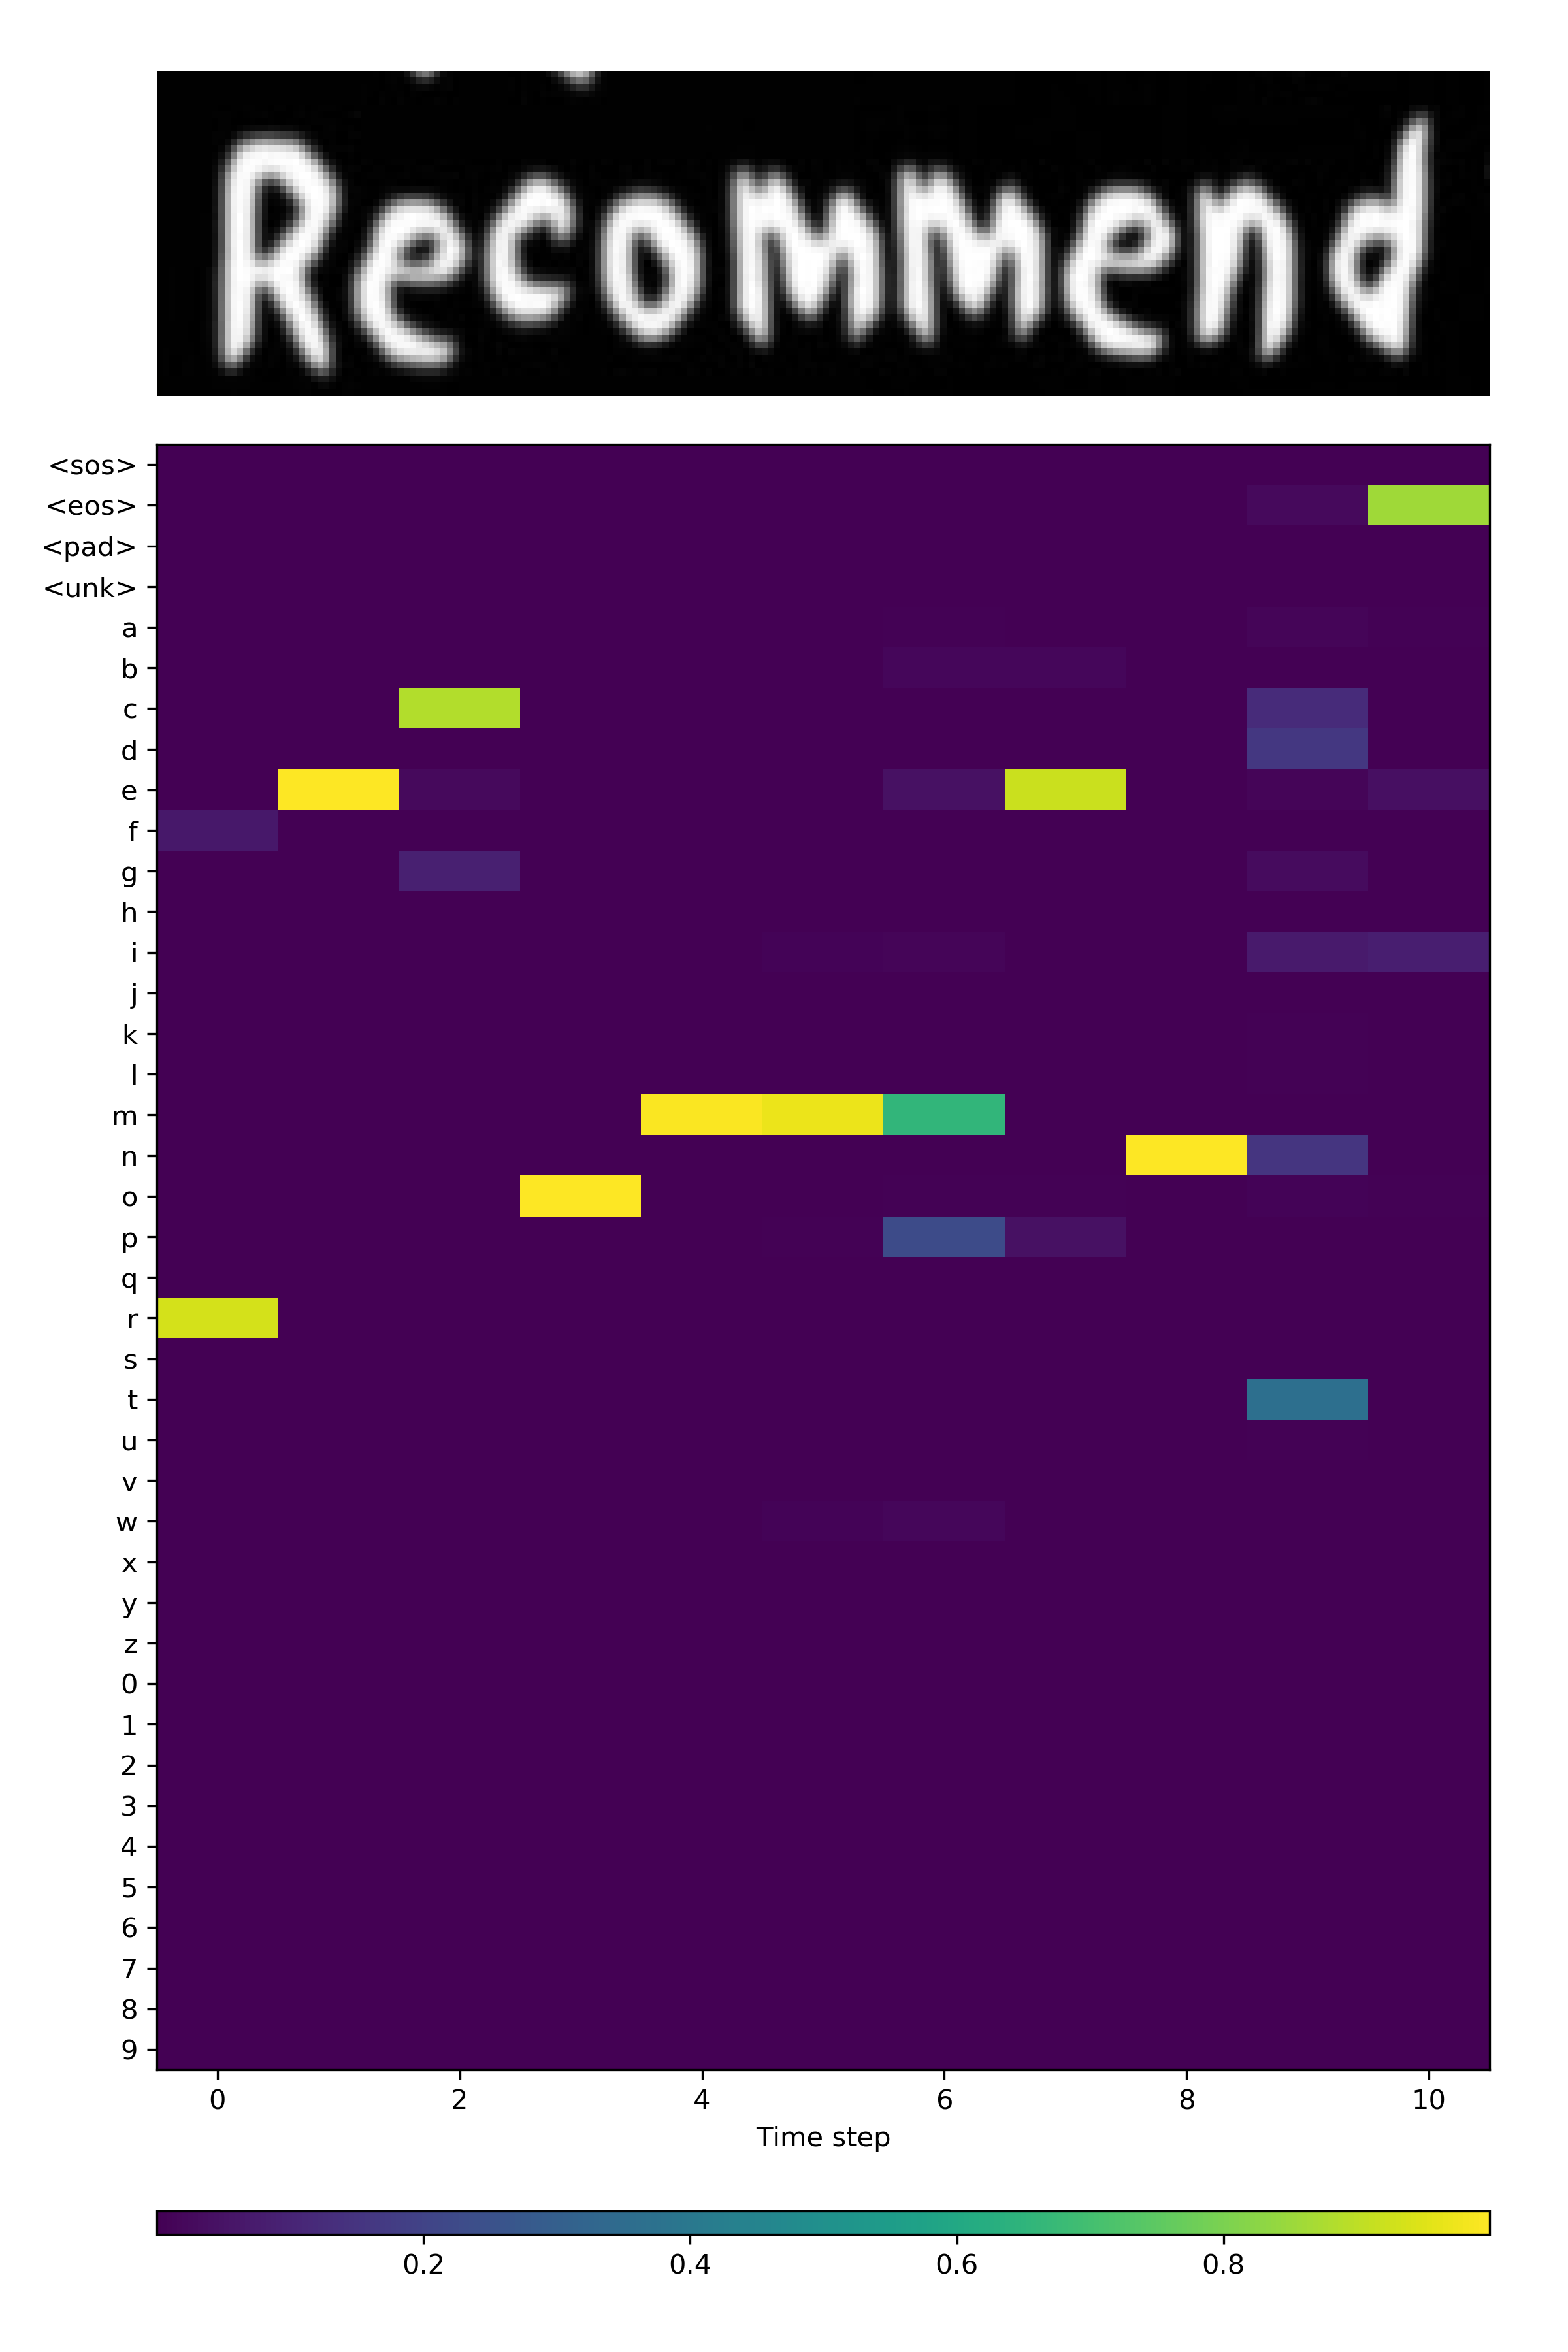 Recommend
<sos>
<eos>
<pad>
<unk>
a
b
c
d
e
f
g
h
i
j
k
l
m
n
o
p
q
r
s
t
u
v
w
x
y
z
0
1
2
3
4
5
6
7
8
9
0 2 4 6 8 10
Time step
0.2 0.4 0.6 0.8